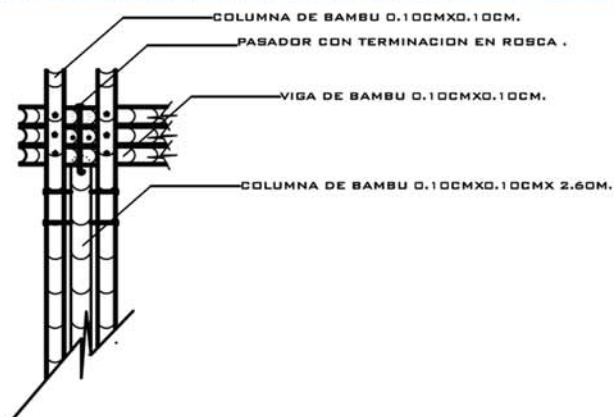 COLUMNA DE BAMBU 0.10CMX0.10CM.
PASADOR CON TERMINACION EN ROSCA .
VIGA DE BAMBU 0.10CMX0.10CM.
COLUMNA DE BAMBU 0.10CMX0.10CMX 2.60M.